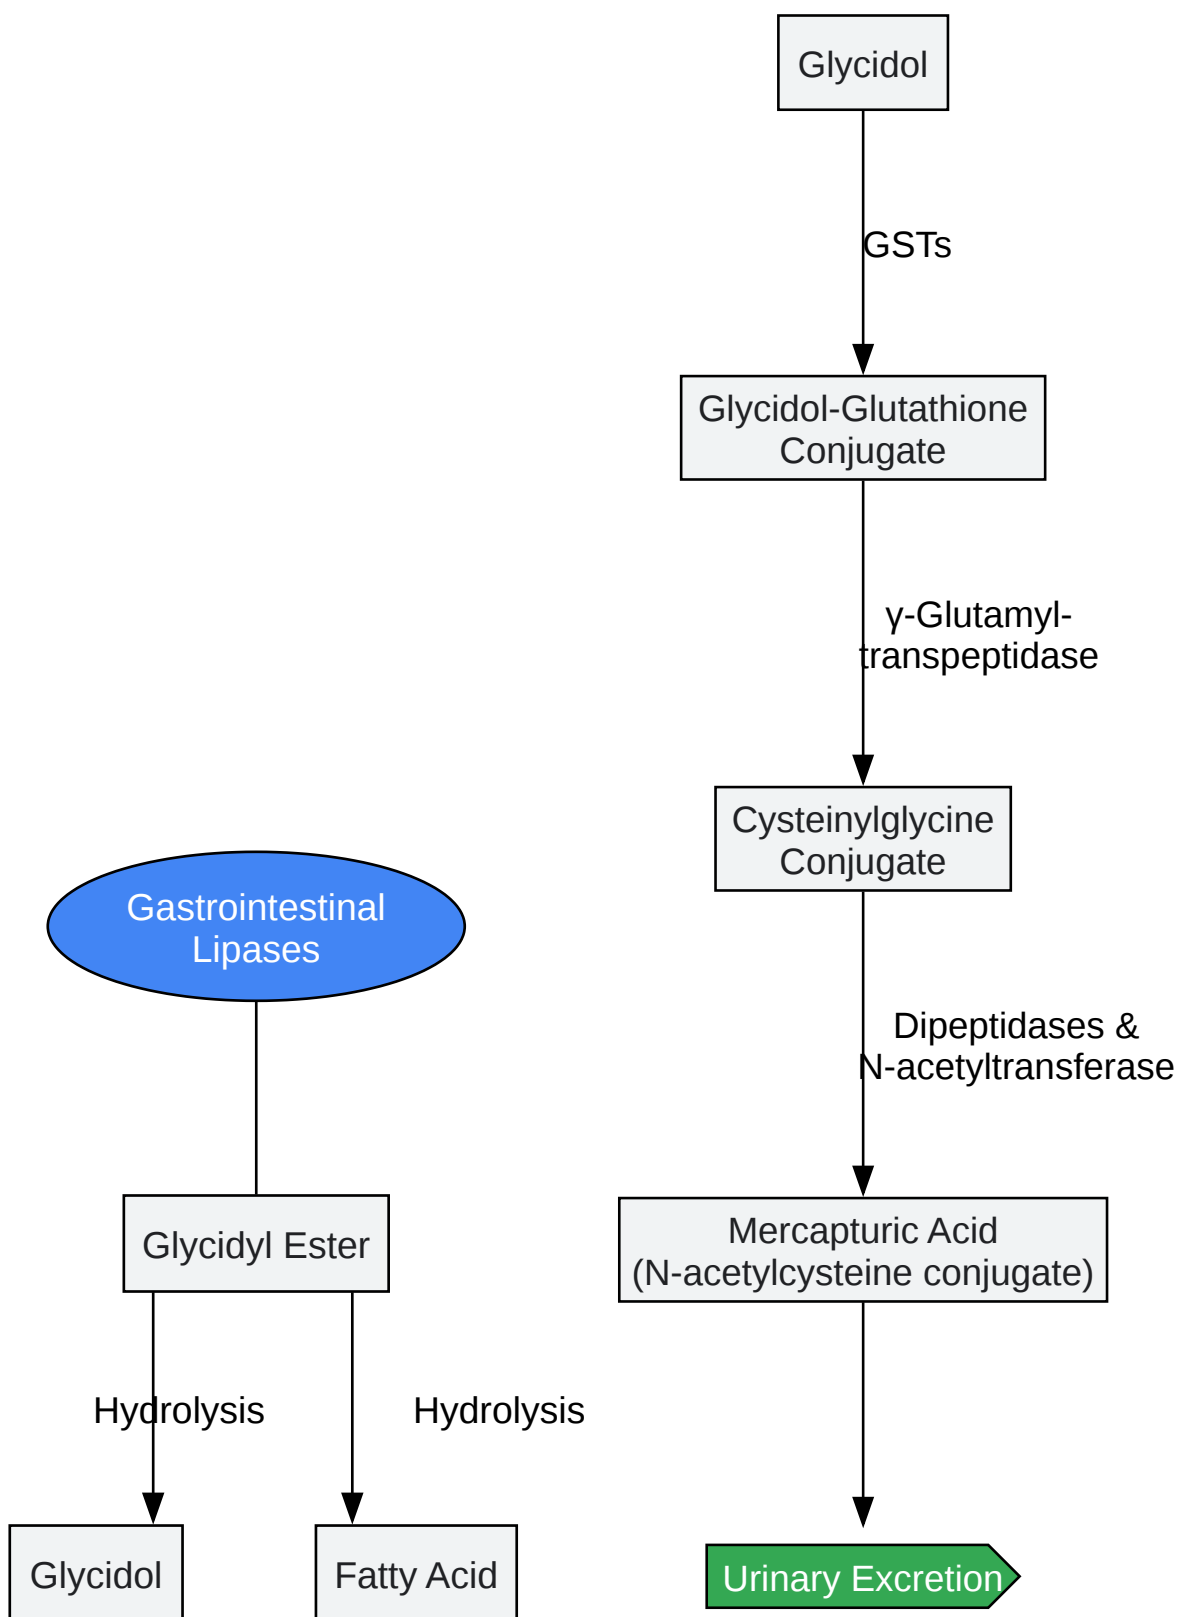 Glycidol
GSTs
Glycidol-Glutathione
Conjugate
γ-Glutamyl-
transpeptidase
Cysteinylglycine
Conjugate
Gastrointestinal
Lipases
Dipeptidases &
N-acetyltransferase
Glycidyl Ester
Mercapturic Acid
(N-acetylcysteine conjugate)
Hydrolysis
Hydrolysis
Glycidol
Fatty Acid
Urinary Excretion